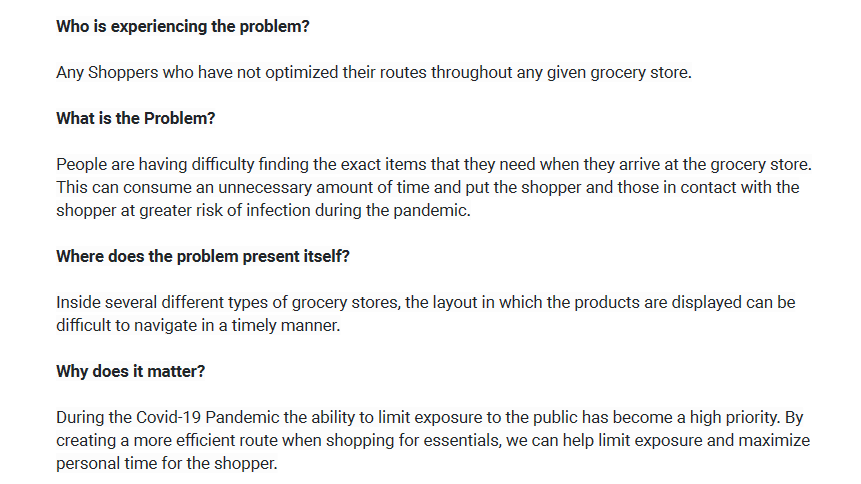 Who is experiencing the problem?
Any Shoppers who have not optimized their routes throughout any given grocery store.
What is the Problem?
People are having difficulty finding the exact items that they need when they arrive at the grocery store.
This can consume an unnecessary amount of time and put the shopper and those in contact with the
shopper at greater risk of infection during the pandemic.
Where does the problem present itself?
Inside several different types of grocery stores, the layout in which the products are displayed can be
difficult to navigate in a timely manner.
Why does it matter?
During the Covid-19 Pandemic the ability to limit exposure to the public has become a high priority. By
creating a more efficient route when shopping for essentials, we can help limit exposure and maximize
personal time for the shopper.